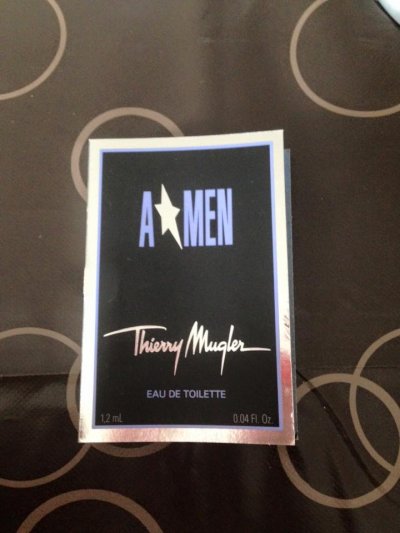 A★MEN
Thierry Mugler
EAU DE TOILETTE
1,2 mL 0.04 Fl. Oz.